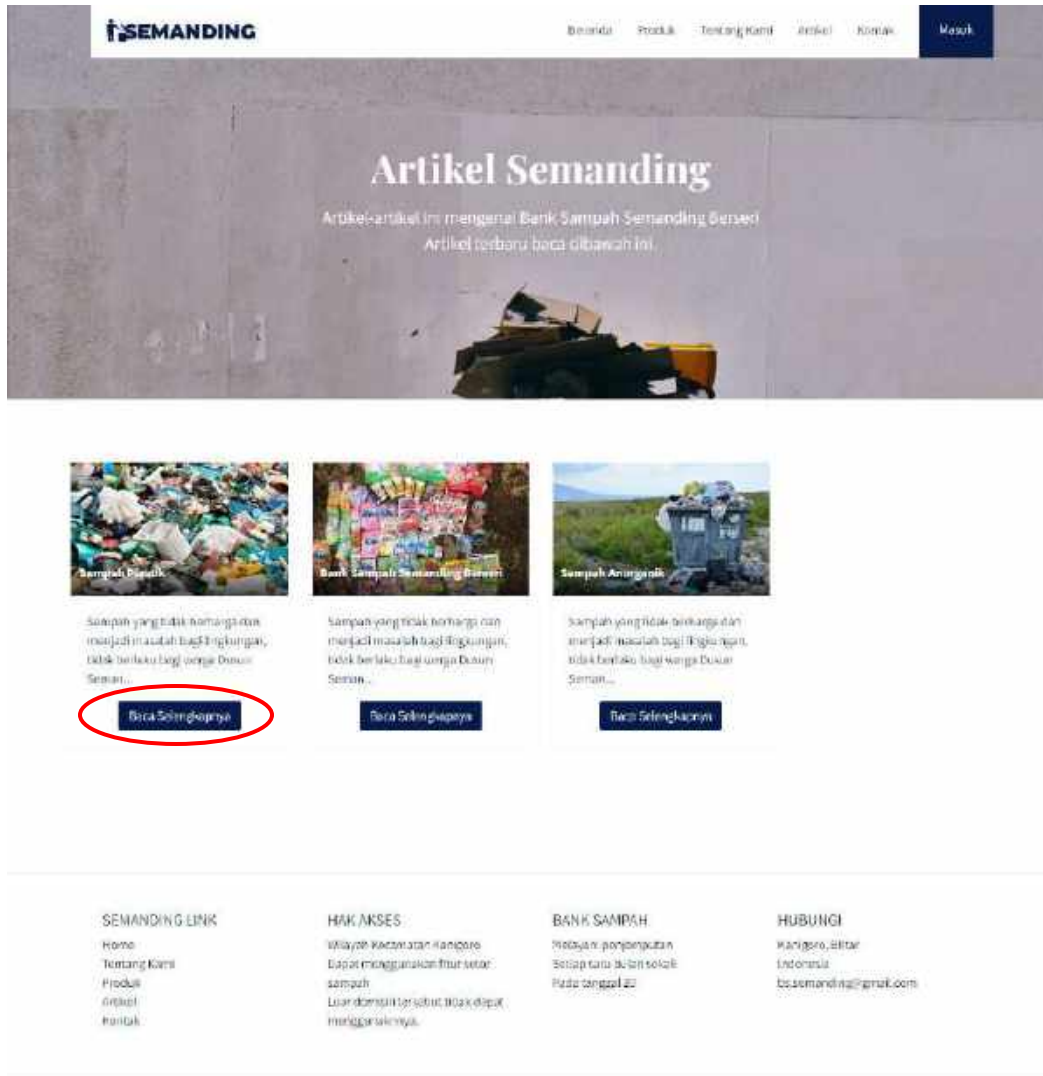 SEMANDING
Beranda Produk Tentang Kami Artikel Kontak Masuk
Artikel Semanding
Artikel-artikel ini mengenai Bank Sampah Semanding Berseri
Artikel terbaru baca dibawah ini.
Sampah Plastik
Sampah yang tidak berharga dan
menjadi masalah bagi lingkungan,
tidak berlaku bagi warga Dusun
Seman...
Baca Selengkapnya
Bank Sampah Semanding Berseri
Sampah yang tidak berharga dan
menjadi masalah bagi lingkungan,
tidak berlaku bagi warga Dusun
Seman...
Baca Selengkapnya
Sampah Anorganik
Sampah yang tidak berharga dan
menjadi masalah bagi lingkungan,
tidak berlaku bagi warga Dusun
Seman...
Baca Selengkapnya
SEMANDING LINK
Home
Tentang Kami
Produk
Artikel
Kontak
HAK AKSES
Wilayah Kecamatan Kanigoro
Dapat menggunakan fitur setor
sampah
Luar domisili tersebut tidak dapat
menggunakannya.
BANK SAMPAH
Melayani penjemputan
Setiap satu bulan sekali
Pada tanggal 20
HUBUNGI
Kanigoro, Blitar
Indonesia
bs.semanding@gmail.com